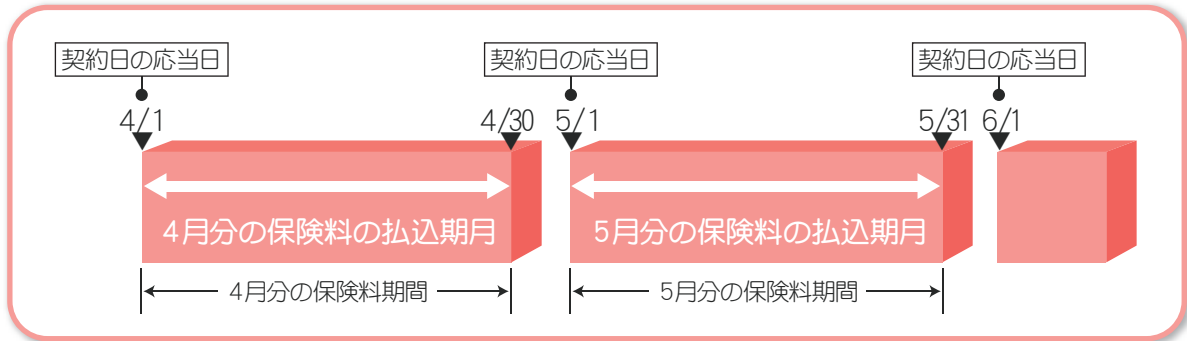 契約日の応当日
契約日の応当日
契約日の応当日
4/1
4/30
5/1
5/31
6/1
4月分の保険料の払込期月
5月分の保険料の払込期月
4月分の保険料期間
5月分の保険料期間